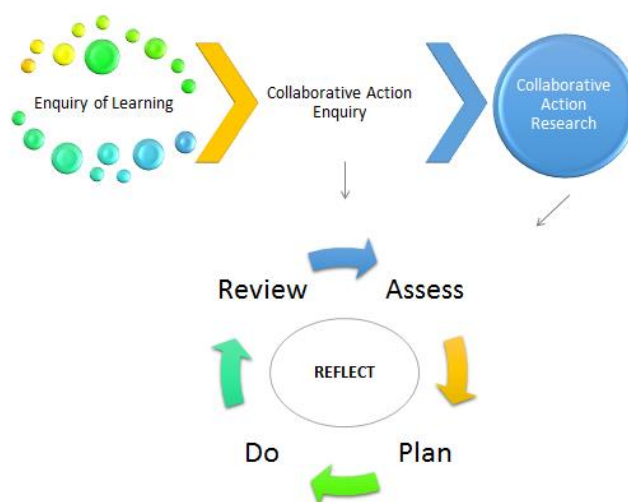 Enquiry of Learning
Collaborative Action
Enquiry
Collaborative
Action
Research
Review
Assess
REFLECT
Do
Plan